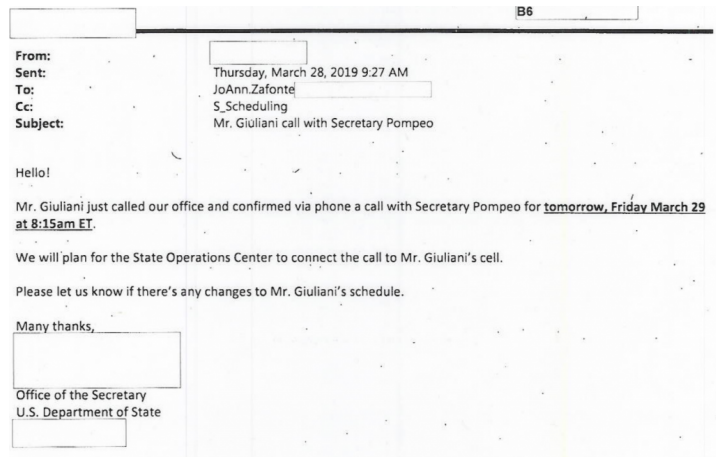 B6
From:
Sent: Thursday, March 28, 2019 9:27 AM
To: JoAnn.Zafonte
Cc: S_Scheduling
Subject: Mr. Giuliani call with Secretary Pompeo
Hello!
Mr. Giuliani just called our office and confirmed via phone a call with Secretary Pompeo for tomorrow, Friday March 29
at 8:15am ET.
We will plan for the State Operations Center to connect the call to Mr. Giuliani's cell.
Please let us know if there's any changes to Mr. Giuliani's schedule.
Many thanks,
Office of the Secretary
U.S. Department of State